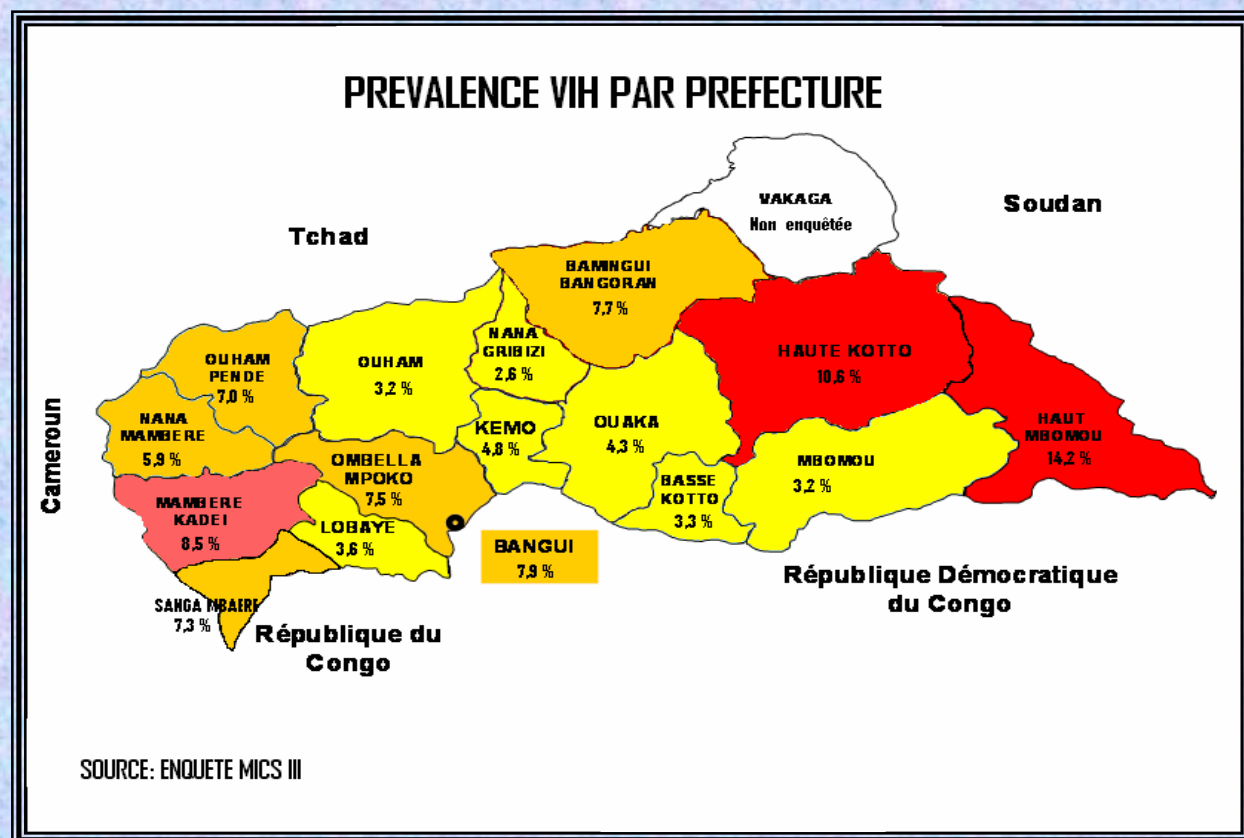 PREVALENCE VIH PAR PREFECTURE
VAKAGA
Non enquêtée
Soudan
Tchad
BAMINGUI
BANGORAN
7,7 %
NANA
GRIBIZI
2,6 %
HAUTE KOTTO
10,6 %
OUHAM
PENDE
7,0 %
OUHAM
3,2 %
Cameroun
NANA
MAMBERE
5,9 %
KEMO
4,8 %
OUAKA
4,3 %
HAUT
MBOMOU
14,2 %
OMBELLA
MPOKO
7,5 %
MBOMOU
3,2 %
BASSE
KOTTO
3,3 %
MAMBERE
KADEI
8,5 %
LOBAYE
3,6 %
BANGUI
7,9 %
République Démocratique
du Congo
SANGA MBAERE
7,3 %
République du
Congo
SOURCE: ENQUETE MICS III